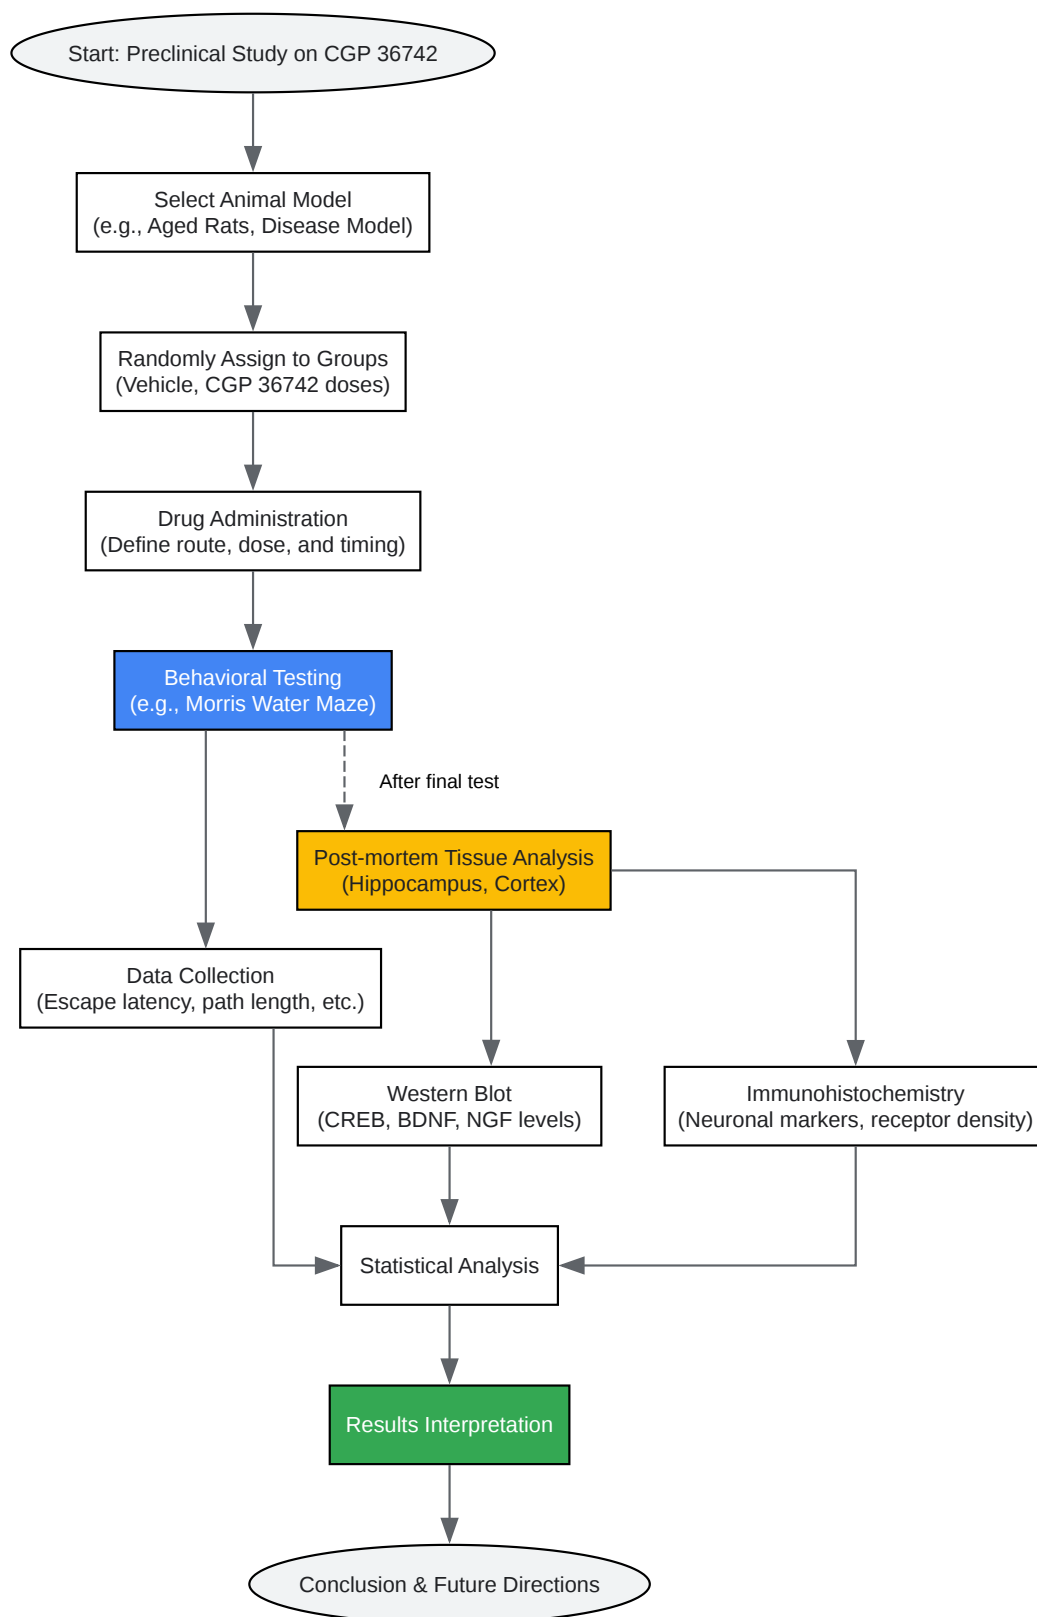 Start: Preclinical Study on CGP 36742
Select Animal Model
(e.g., Aged Rats, Disease Model)
Randomly Assign to Groups
(Vehicle, CGP 36742 doses)
Drug Administration
(Define route, dose, and timing)
Behavioral Testing
(e.g., Morris Water Maze)
After final test
Post-mortem Tissue Analysis
(Hippocampus, Cortex)
Data Collection
(Escape latency, path length, etc.)
Western Blot
(CREB, BDNF, NGF levels)
Immunohistochemistry
(Neuronal markers, receptor density)
Statistical Analysis
Results Interpretation
Conclusion & Future Directions